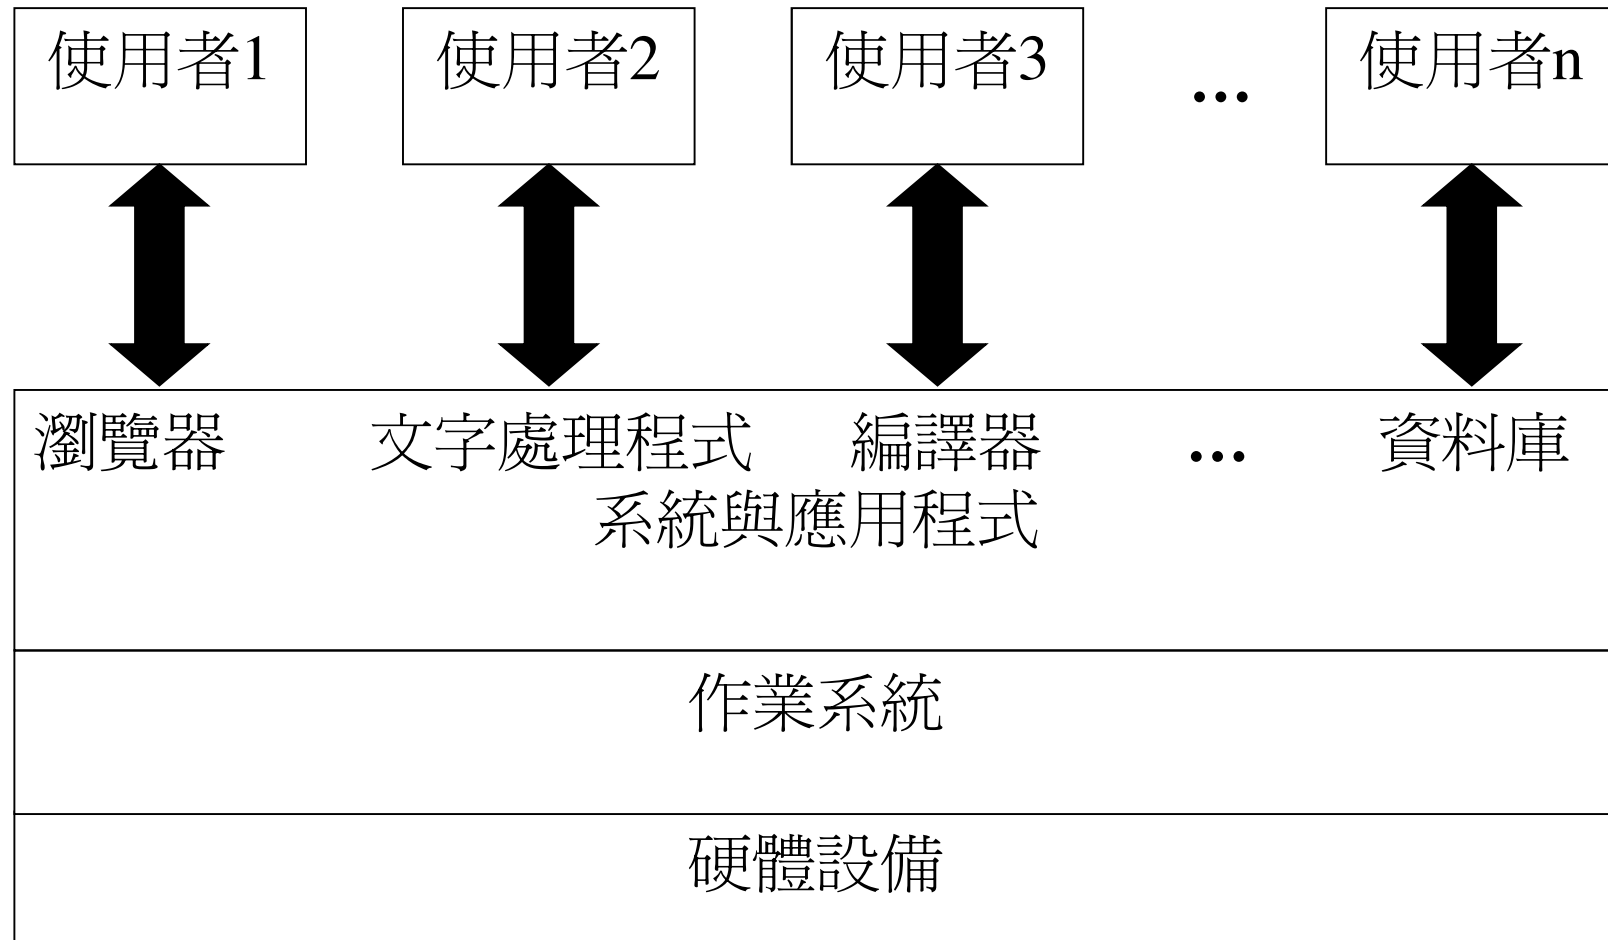 使用者1 使用者2 使用者3 ... 使用者n
瀏覽器 文字處理程式 編譯器 ... 資料庫
系統與應用程式
作業系統
硬體設備